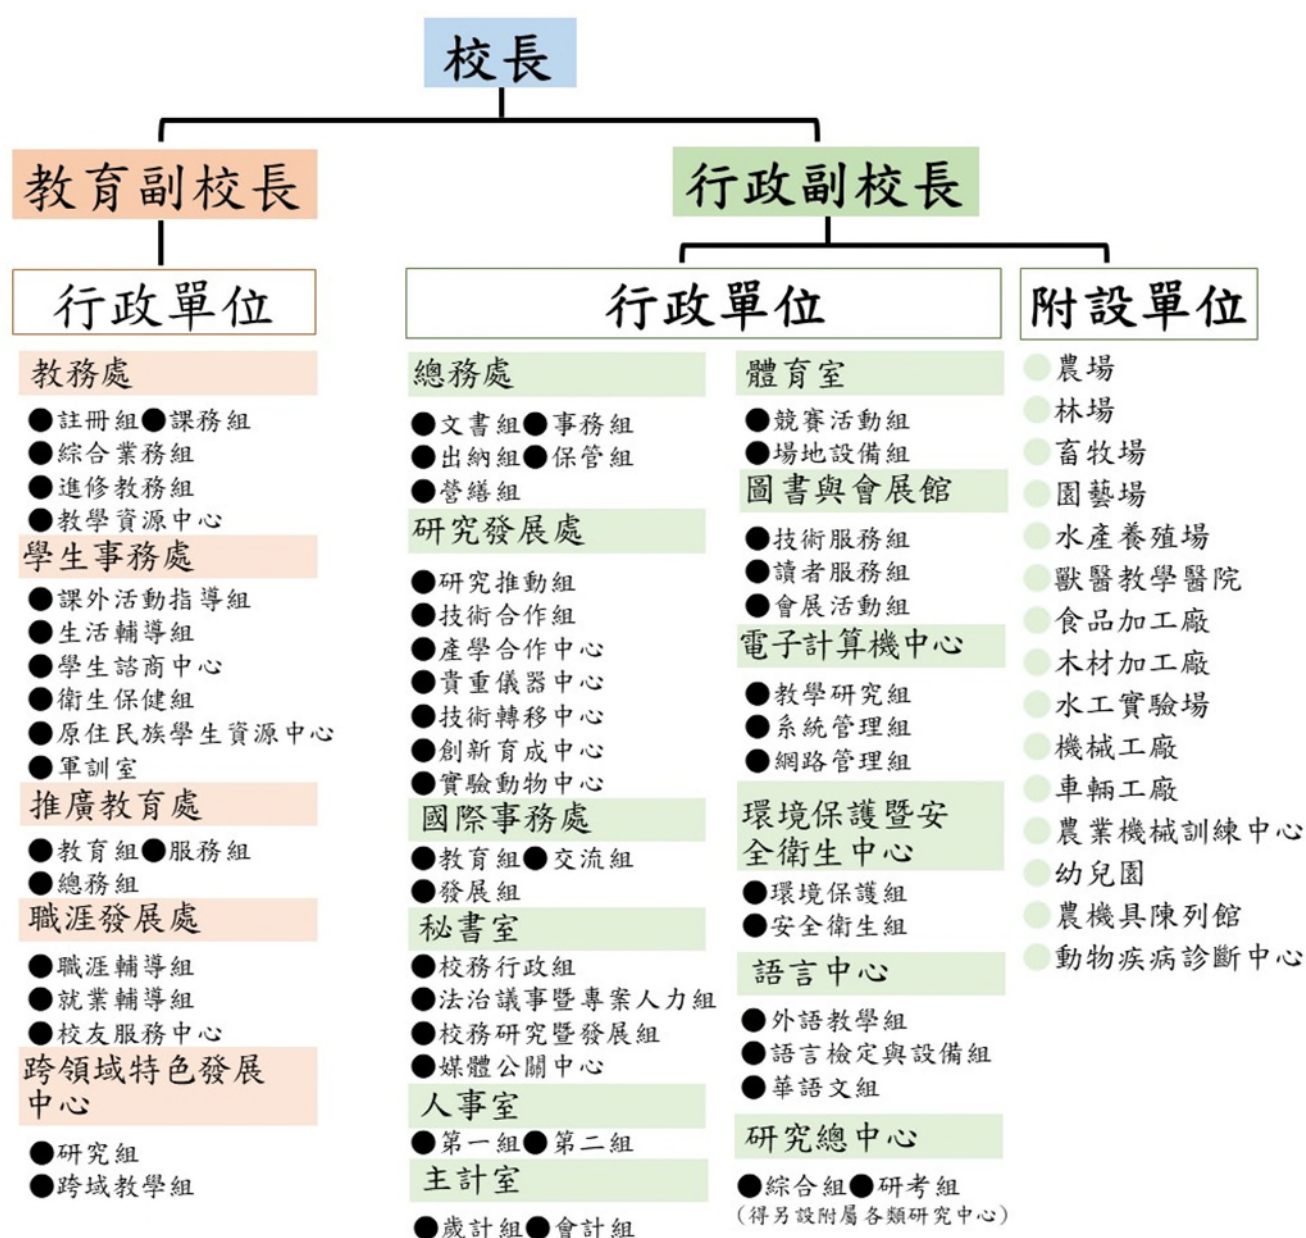 校長
教育副校長
行政副校長
行政單位
教務處
●註冊組●課務組
●綜合業務組
●進修教務組
●教學資源中心
學生事務處
●課外活動指導組
●生活輔導組
●學生諮商中心
●衛生保健組
●原住民族學生資源中心
●軍訓室
推廣教育處
●教育組●服務組
●總務組
職涯發展處
●職涯輔導組
●就業輔導組
●校友服務中心
跨領域特色發展
中心
●研究組
●跨域教學組
行政單位
總務處
●文書組●事務組
●出納組●保管組
●營繕組
研究發展處
●研究推動組
●技術合作組
●產學合作中心
●貴重儀器中心
●技術轉移中心
●創新育成中心
●實驗動物中心
國際事務處
●教育組●交流組
●發展組
秘書室
●校務行政組
●法治議事暨專案人力組
●校務研究暨發展組
●媒體公關中心
人事室
●第一組●第二組
主計室
●歲計組●會計組
體育室
●競賽活動組
●場地設備組
圖書與會展館
●技術服務組
●讀者服務組
●會展活動組
電子計算機中心
●教學研究組
●系統管理組
●網路管理組
環境保護暨安
全衛生中心
●環境保護組
●安全衛生組
語言中心
●外語教學組
●語言檢定與設備組
●華語文組
研究總中心
●綜合組●研考組
(得另設附屬各類研究中心)
附設單位
農場
林場
畜牧場
園藝場
水產養殖場
獸醫教學醫院
食品加工廠
木材加工廠
水工實驗場
機械工廠
車輛工廠
農業機械訓練中心
幼兒園
農機具陳列館
動物疾病診斷中心